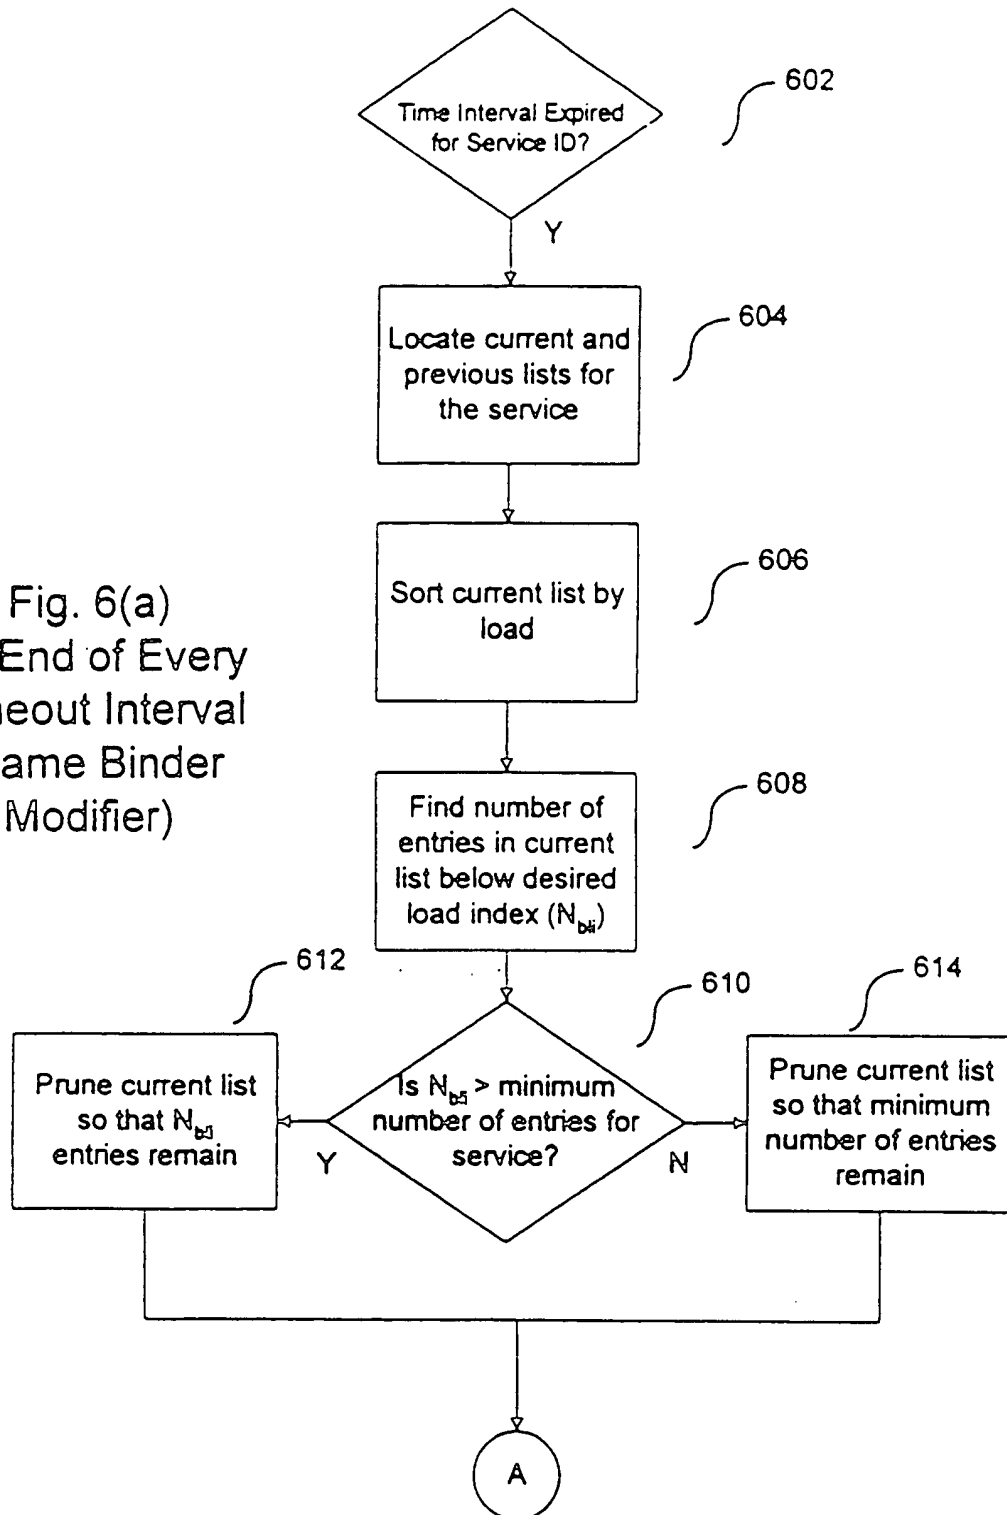 602
Time Interval Expired
for Service ID?
Y
604
Locate current and
previous lists for
the service
606
Sort current list by
load
Fig. 6(a)
End of Every
eout Interval
ame Binder
Modifier)
608
Find number of
entries in current
list below desired
load index (N
612
610
614
Prune current list
so that N
entries remain
Y
Is N > minimum
number of entries for
service?
N
Prune current list
so that minimum
number of entries
remain
A